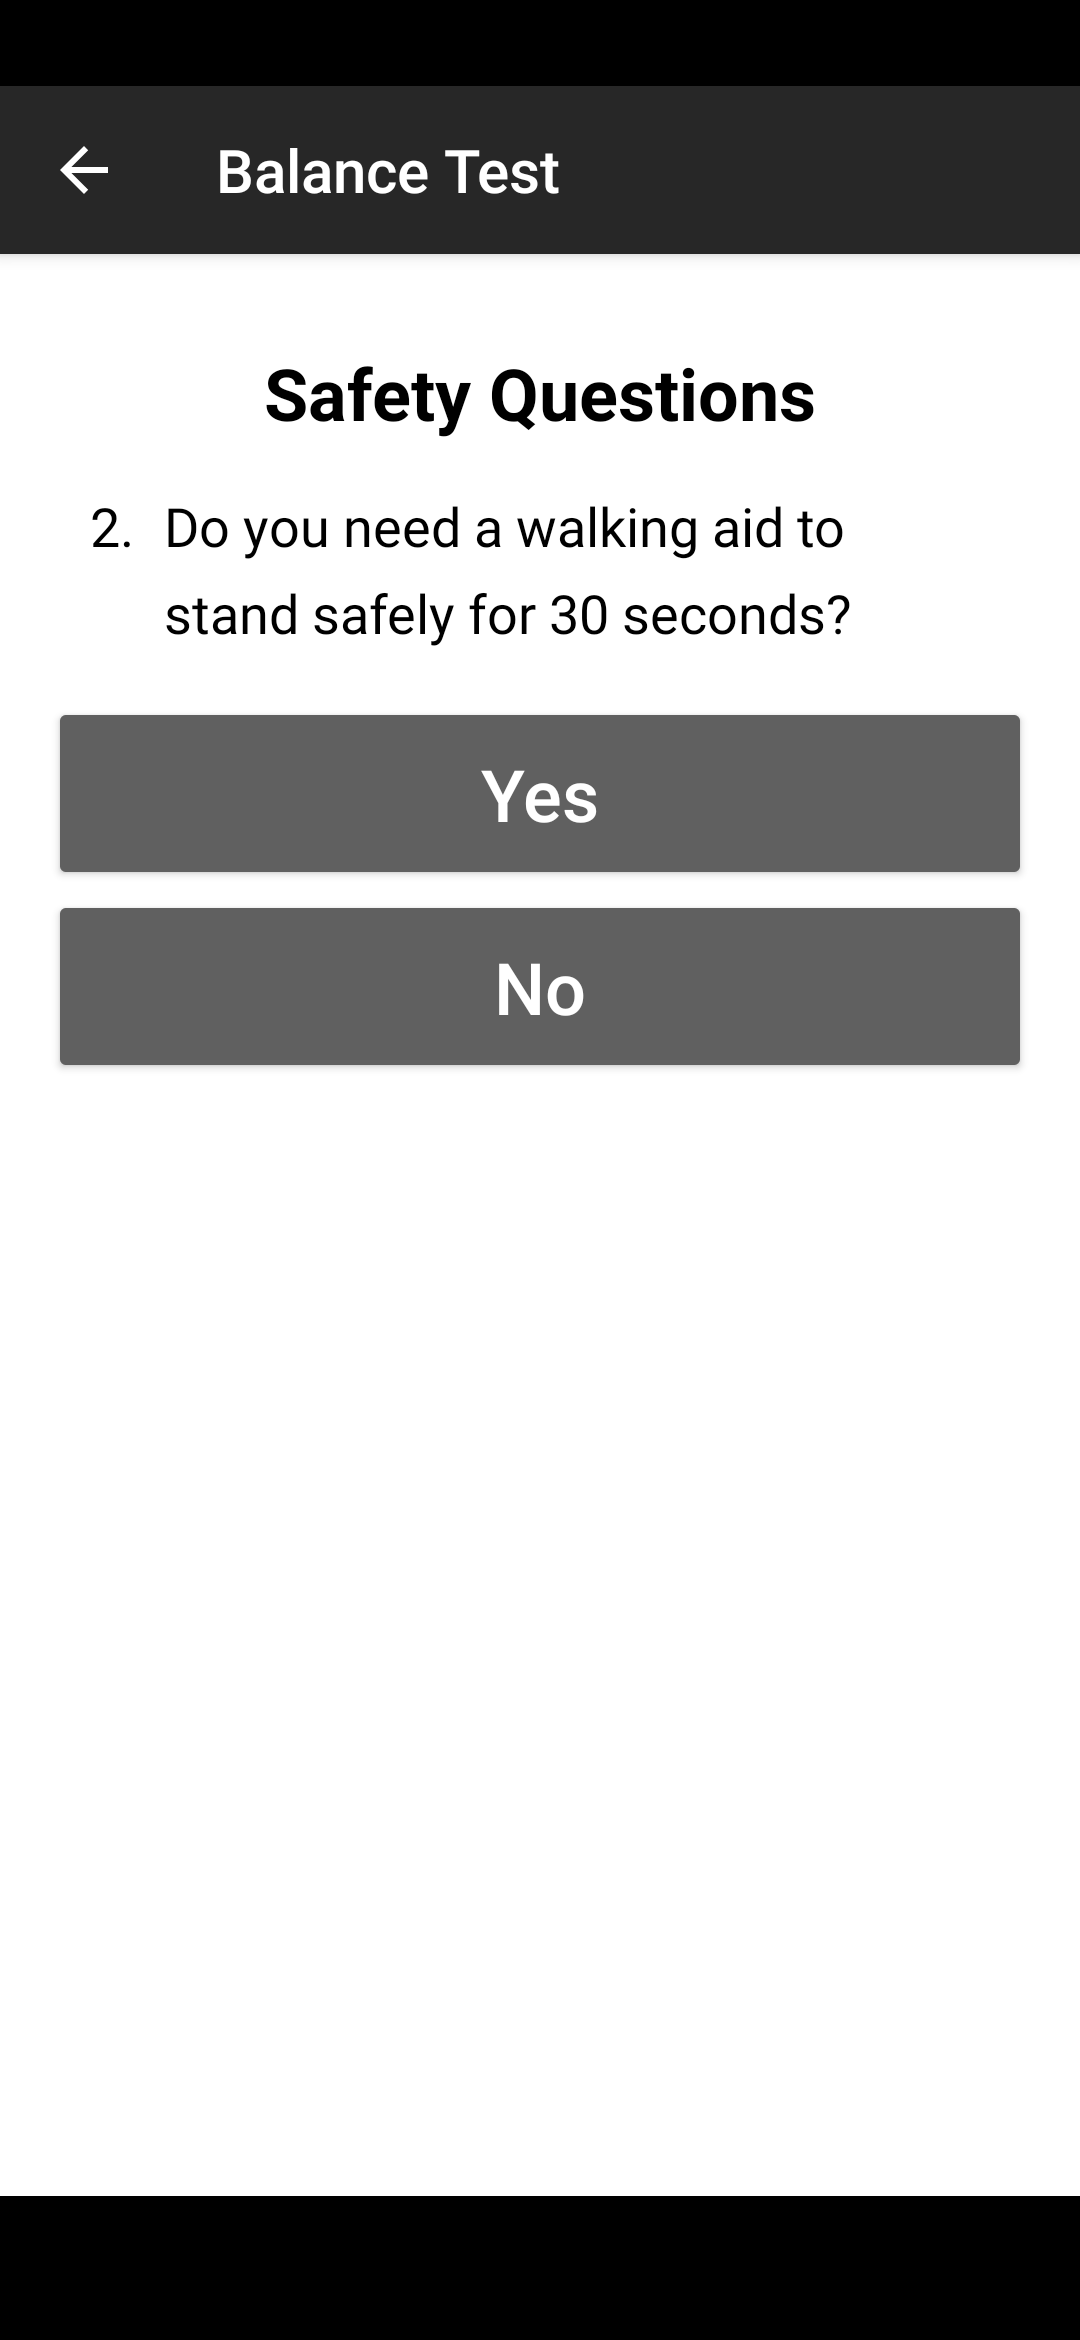 Balance Test
Safety Questions
2. Do you need a walking aid to
stand safely for 30 seconds?
Yes
No